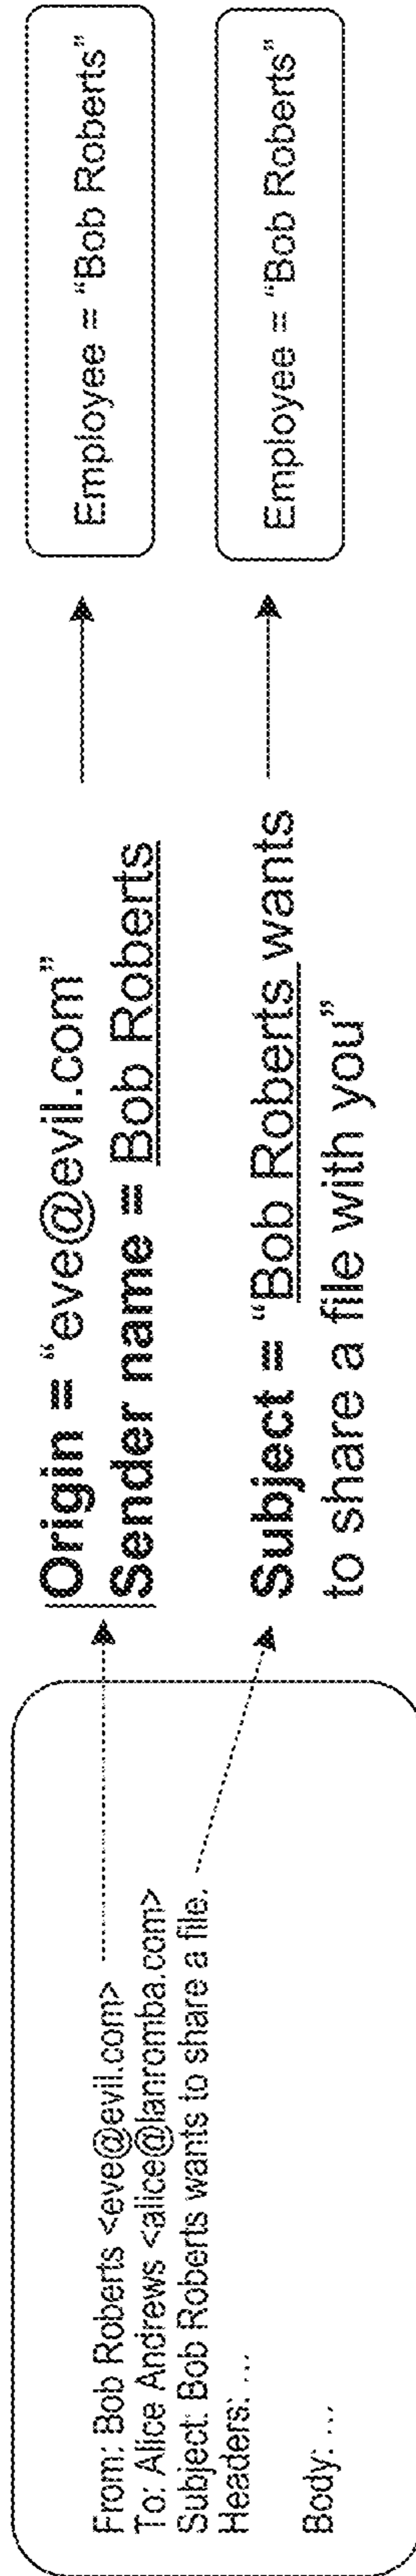 From: Bob Roberts <eve@evil.com>
To: Alice Andrews <alice@lanromba.com>
Subject: Bob Roberts wants to share a file.
Headers: ...
Body: ...
Origin = “eve@evil.com”
Sender name = Bob Roberts
Subject = “Bob Roberts wants
to share a file with you”
Employee = “Bob Roberts”
Employee = “Bob Roberts”